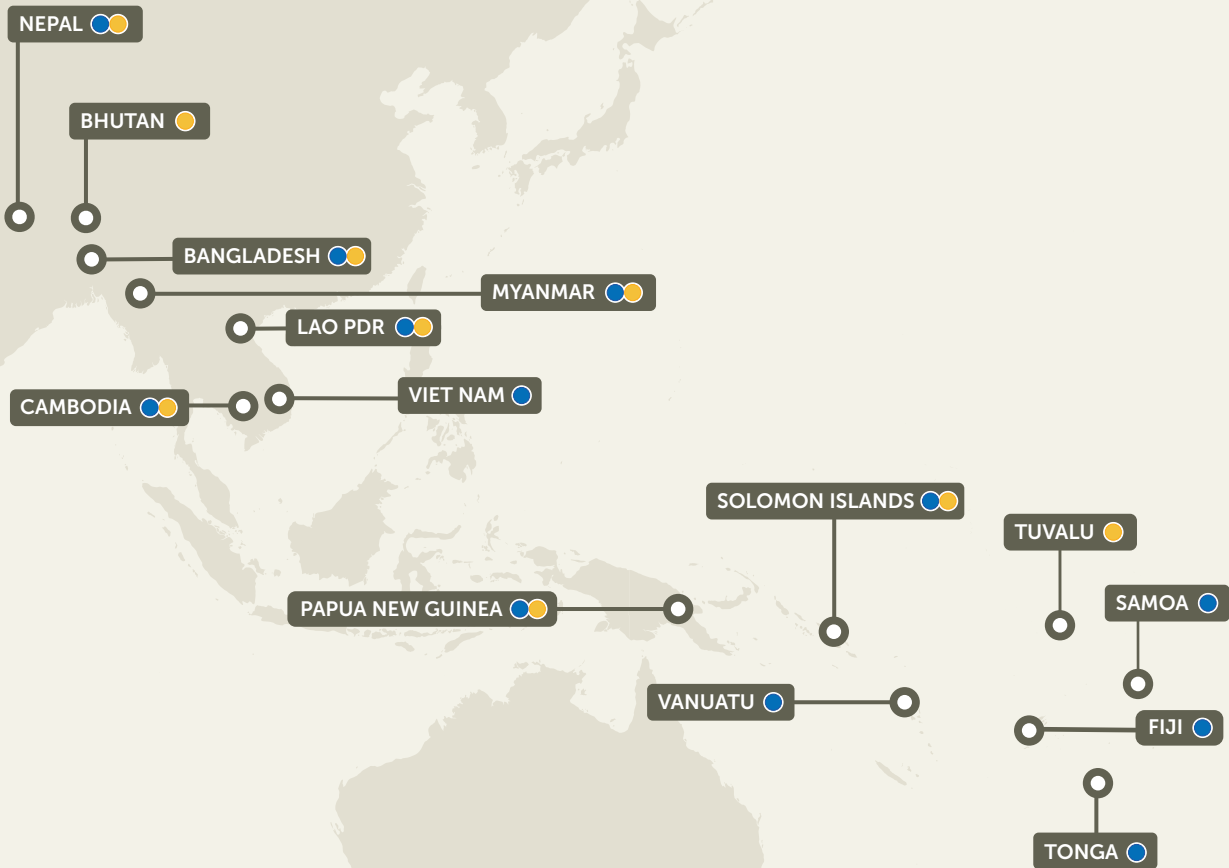 NEPAL
BHUTAN
BANGLADESH
MYANMAR
LAO PDR
VIET NAM
CAMBODIA
SOLOMON ISLANDS
TUVALU
SAMOA
PAPUA NEW GUINEA
VANUATU
FIJI
TONGA